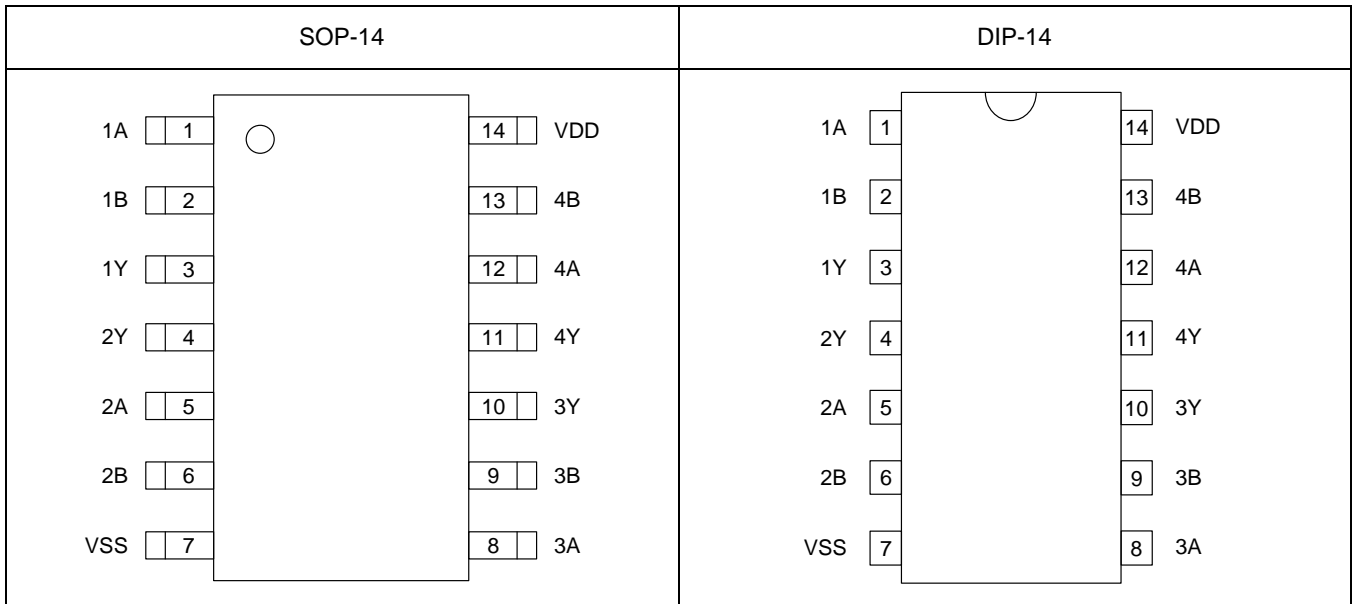 SOP-14 DIP-14
1A 1 14 VDD
1B 2 13 4B
1Y 3 12 4A
2Y 4 11 4Y
2A 5 10 3Y
2B 6 9 3B
VSS 7 8 3A
1A 1 14 VDD
1B 2 13 4B
1Y 3 12 4A
2Y 4 11 4Y
2A 5 10 3Y
2B 6 9 3B
VSS 7 8 3A